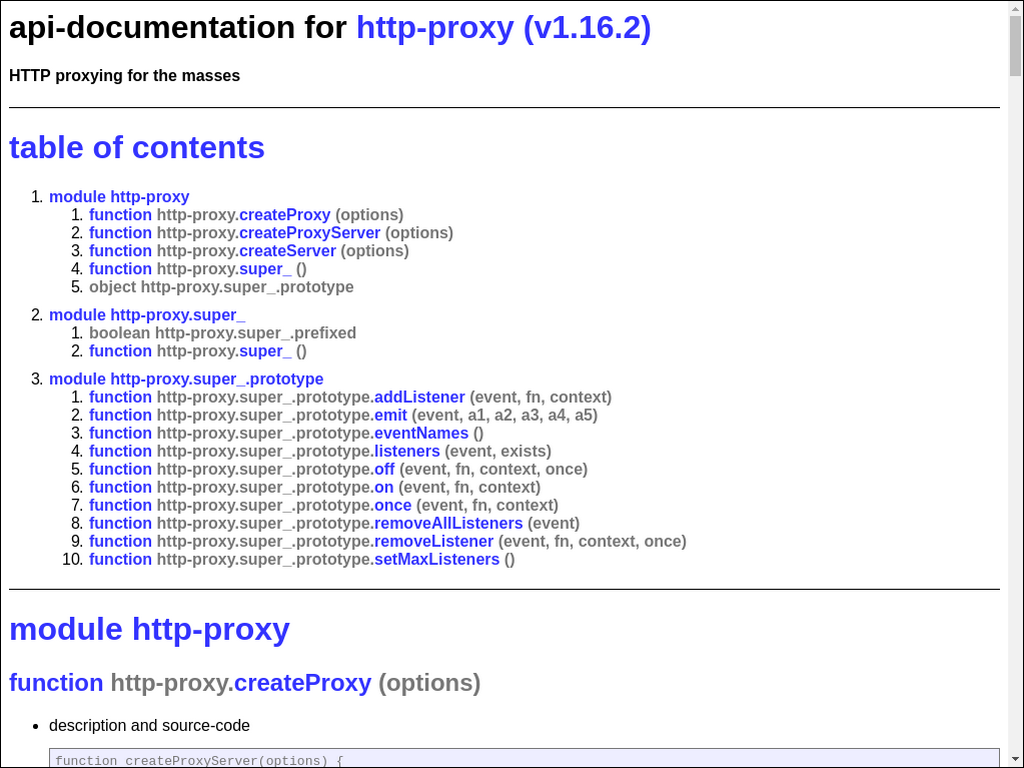 api-documentation for http-proxy (v1.16.2)
HTTP proxying for the masses
table of contents
1. module http-proxy
1. function http-proxy.createProxy (options)
2. function http-proxy.createProxyServer (options)
3. function http-proxy.createServer (options)
4. function http-proxy.super_ ()
5. object http-proxy.super_.prototype
2. module http-proxy.super_
1. boolean http-proxy.super_.prefixed
2. function http-proxy.super_ ()
3. module http-proxy.super_.prototype
1. function http-proxy.super_.prototype.addListener (event, fn, context)
2. function http-proxy.super_.prototype.emit (event, a1, a2, a3, a4, a5)
3. function http-proxy.super_.prototype.eventNames ()
4. function http-proxy.super_.prototype.listeners (event, exists)
5. function http-proxy.super_.prototype.off (event, fn, context, once)
6. function http-proxy.super_.prototype.on (event, fn, context)
7. function http-proxy.super_.prototype.once (event, fn, context)
8. function http-proxy.super_.prototype.removeAllListeners (event)
9. function http-proxy.super_.prototype.removeListener (event, fn, context, once)
10. function http-proxy.super_.prototype.setMaxListeners ()
module http-proxy
function http-proxy.createProxy (options)
• description and source-code
function createProxyServer(options) {